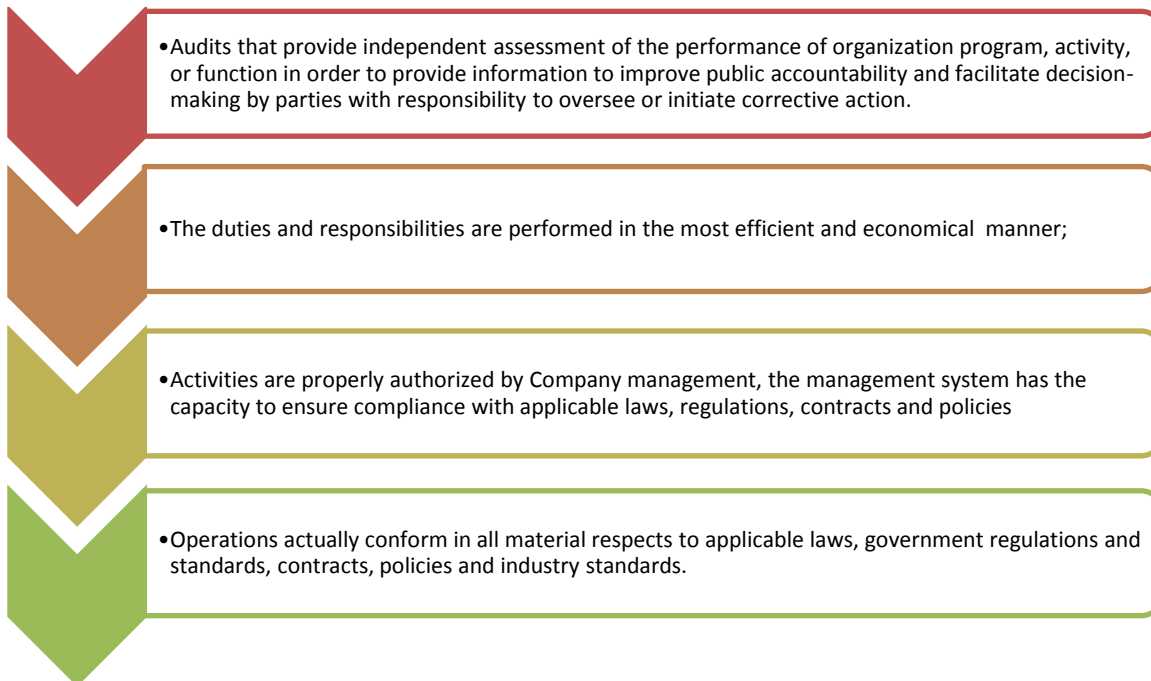 •Audits that provide independent assessment of the performance of organization program, activity,
or function in order to provide information to improve public accountability and facilitate decision-
making by parties with responsibility to oversee or initiate corrective action.
•The duties and responsibilities are performed in the most efficient and economical  manner;
•Activities are properly authorized by Company management, the management system has the
capacity to ensure compliance with applicable laws, regulations, contracts and policies
•Operations actually conform in all material respects to applicable laws, government regulations and
standards, contracts, policies and industry standards.